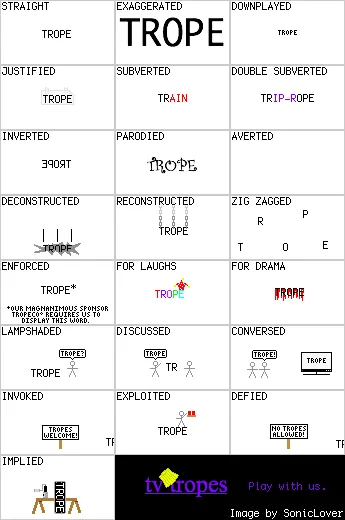 STRAIGHT
TROPE
EXAGGERATED
TROPE
DOWNPLAYED
TROPE
JUSTIFIED
TROPE
SUBVERTED
TRAIN
DOUBLE SUBVERTED
TRIP-ROPE
INVERTED
TROPE
PARODIED
TROPE
AVERTED
DECONSTRUCTED
TROPE
RECONSTRUCTED
TROPE
ZIG ZAGGED
T R O P E
ENFORCED
TROPE*
*OUR MAGNANIMOUS SPONSOR
TROPECO® REQUIRES US TO
DISPLAY THIS WORD.
FOR LAUGHS
TROPE
FOR DRAMA
TROPE
LAMPSHADED
TROPE?
TROPE
DISCUSSED
TROPE
TR
CONVERSED
TROPE!
TROPE
INVOKED
TROPES
WELCOME!
TR
EXPLOITED
TROPE
DEFIED
NO TROPES
ALLOWED!
TR
IMPLIED
TROPE
tv tropes
Play with us.
Image by SonicLover